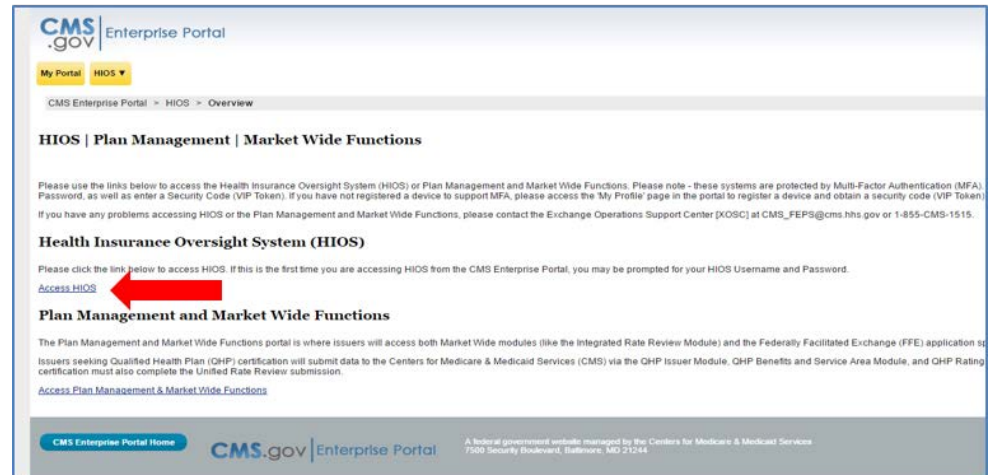 CMS.gov | Enterprise Portal
My Portal HIOS ▼
CMS Enterprise Portal > HIOS > Overview
HIOS | Plan Management | Market Wide Functions
Please use the links below to access the Health Insurance Oversight System (HIOS) or Plan Management and Market Wide Functions. Please note - these systems are protected by Multi-Factor Authentication (MFA).
Password, as well as enter a Security Code (VIP Token). If you have not registered a device to support MFA, please access the 'My Profile' page in the portal to register a device and obtain a security code (VIP Token)
If you have any problems accessing HIOS or the Plan Management and Market Wide Functions, please contact the Exchange Operations Support Center [XOSC] at CMS_FEPS@cms.hhs.gov or 1-855-CMS-1515.
Health Insurance Oversight System (HIOS)
Please click the link below to access HIOS. If this is the first time you are accessing HIOS from the CMS Enterprise Portal, you may be prompted for your HIOS Username and Password.
Access HIOS
Plan Management and Market Wide Functions
The Plan Management and Market Wide Functions portal is where issuers will access both Market Wide modules (like the Integrated Rate Review Module) and the Federally Facilitated Exchange (FFE) application sp
Issuers seeking Qualified Health Plan (QHP) certification will submit data to the Centers for Medicare & Medicaid Services (CMS) via the QHP Issuer Module, QHP Benefits and Service Area Module, and QHP Rating
certification must also complete the Unified Rate Review submission.
Access Plan Management & Market Wide Functions
CMS Enterprise Portal Home
CMS.gov | Enterprise Portal
A federal government website managed by the Centers for Medicare & Medicaid Services
7500 Security Boulevard, Baltimore, MD 21244